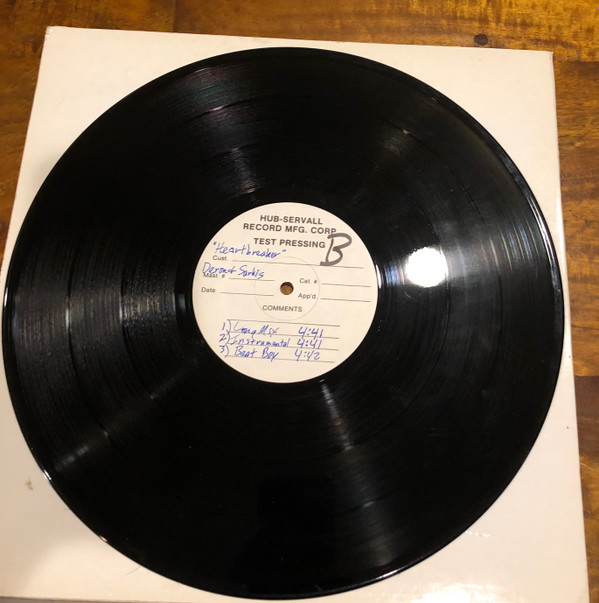 HUB-SERVALL
RECORD MFG. CORP.
TEST PRESSING B
"Heartbreaker"
Cust.
Mast. # Cat. #
Date App'd.
COMMENTS
1) Long Mix 4:41
2) Instrumental 4:41
3) Beat Box 4:42